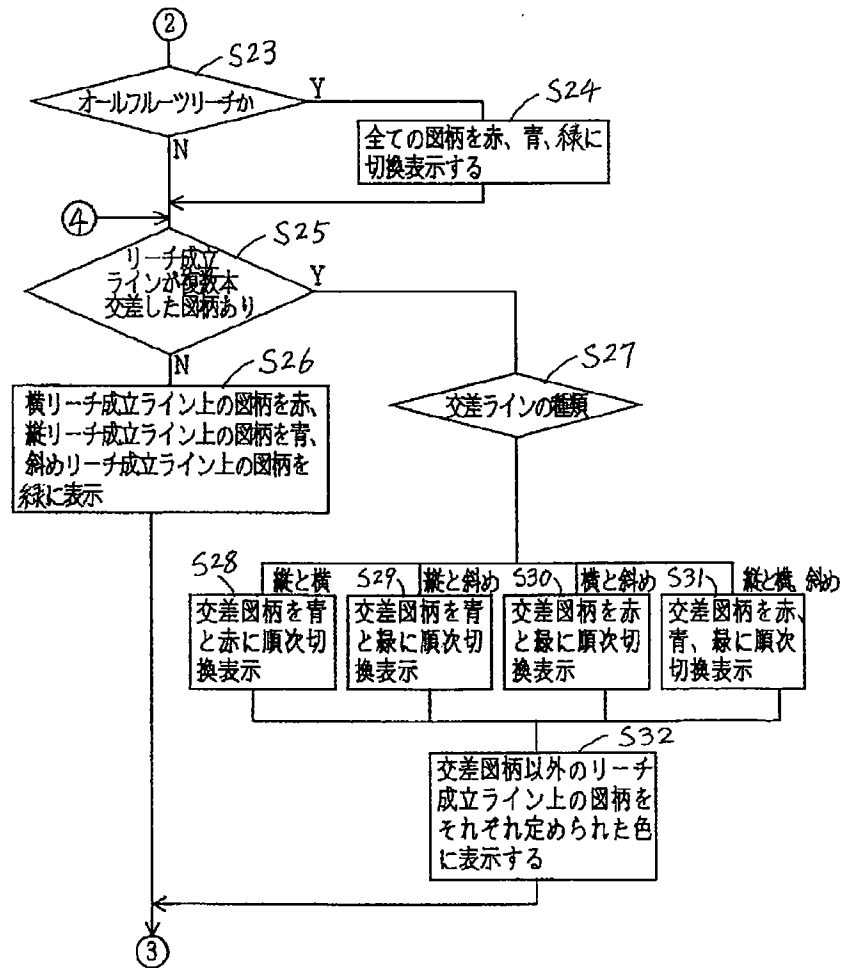 ②
S23
オールフルーツリーチか
Y
N
S24
全ての図柄を赤、青、緑に
切換表示する
④
S25
リーチ成立
ラインが複数本
交差した図柄あり
Y
N
S26
横リーチ成立ライン上の図柄を赤、
縦リーチ成立ライン上の図柄を青、
斜めリーチ成立ライン上の図柄を
緑に表示
S27
交差ラインの種類
S28
縦と横
交差図柄を青
と赤に順次切
換表示
S29
縦と斜め
交差図柄を青
と緑に順次切
換表示
S30
横と斜め
交差図柄を赤
と緑に順次切
換表示
S31
縦と横、斜め
交差図柄を赤、
青、緑に順次
切換表示
S32
交差図柄以外のリーチ
成立ライン上の図柄を
それぞれ定められた色
に表示する
③